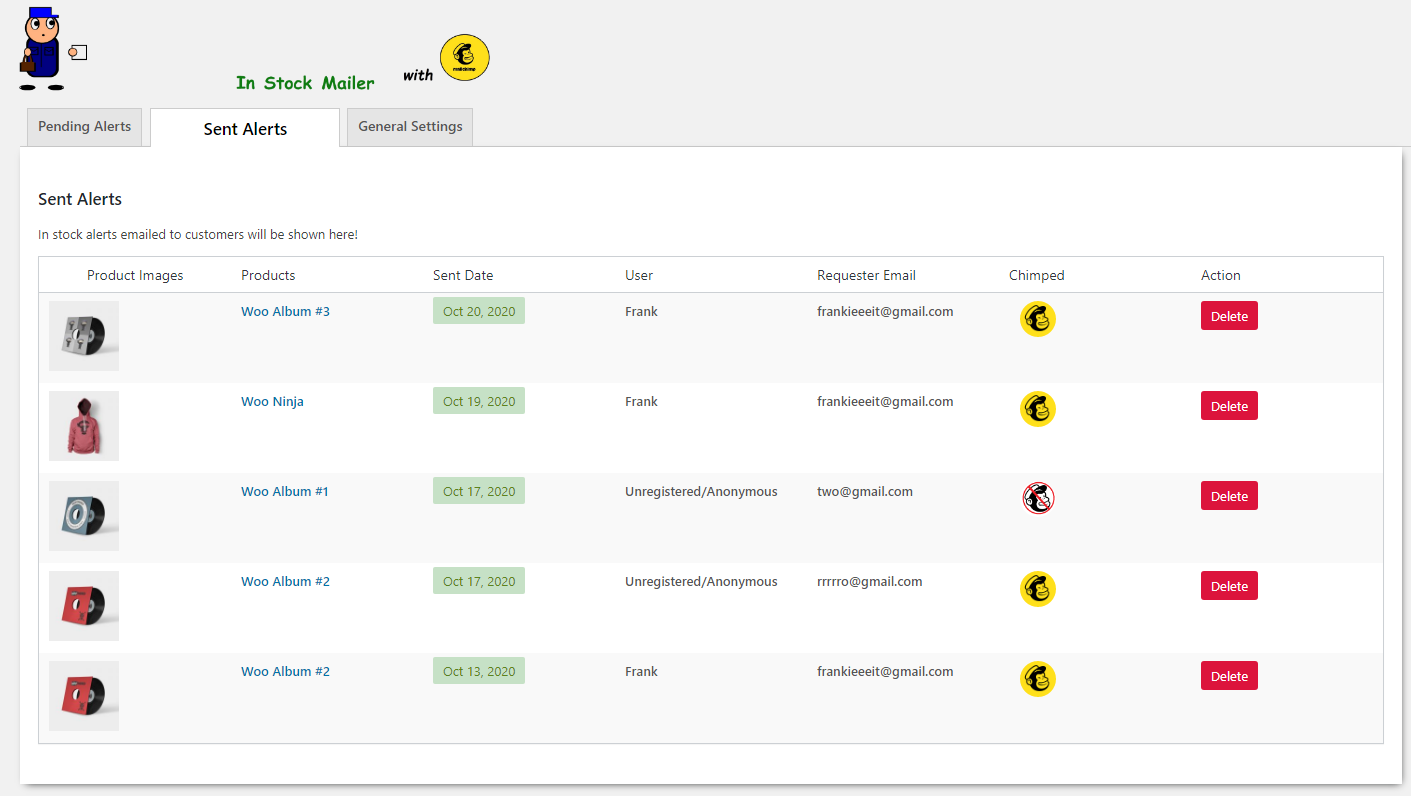 In Stock Mailer with mailchimp
Pending Alerts Sent Alerts General Settings
Sent Alerts
In stock alerts emailed to customers will be shown here!
Product Images Products Sent Date User Requester Email Chimped Action
Woo Album #3 Oct 20, 2020 Frank frankieeeit@gmail.com Delete
Woo Ninja Oct 19, 2020 Frank frankieeeit@gmail.com Delete
Woo Album #1 Oct 17, 2020 Unregistered/Anonymous two@gmail.com Delete
Woo Album #2 Oct 17, 2020 Unregistered/Anonymous rrrrro@gmail.com Delete
Woo Album #2 Oct 13, 2020 Frank frankieeeit@gmail.com Delete